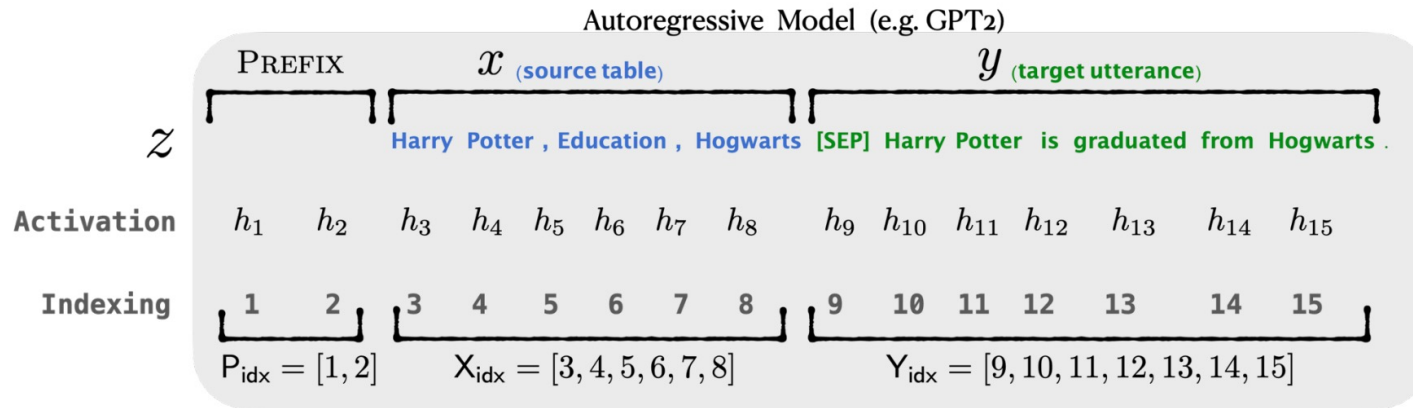 Autoregressive Model (e.g. GPT2)
PREFIX x (source table) y (target utterance)
z Harry Potter , Education , Hogwarts [SEP] Harry Potter is graduated from Hogwarts .
Activation h₁ h₂ h₃ h₄ h₅ h₆ h₇ h₈ h₉ h₁₀ h₁₁ h₁₂ h₁₃ h₁₄ h₁₅
Indexing 1 2 3 4 5 6 7 8 9 10 11 12 13 14 15
P_idx = [1, 2] X_idx = [3, 4, 5, 6, 7, 8] Y_idx = [9, 10, 11, 12, 13, 14, 15]